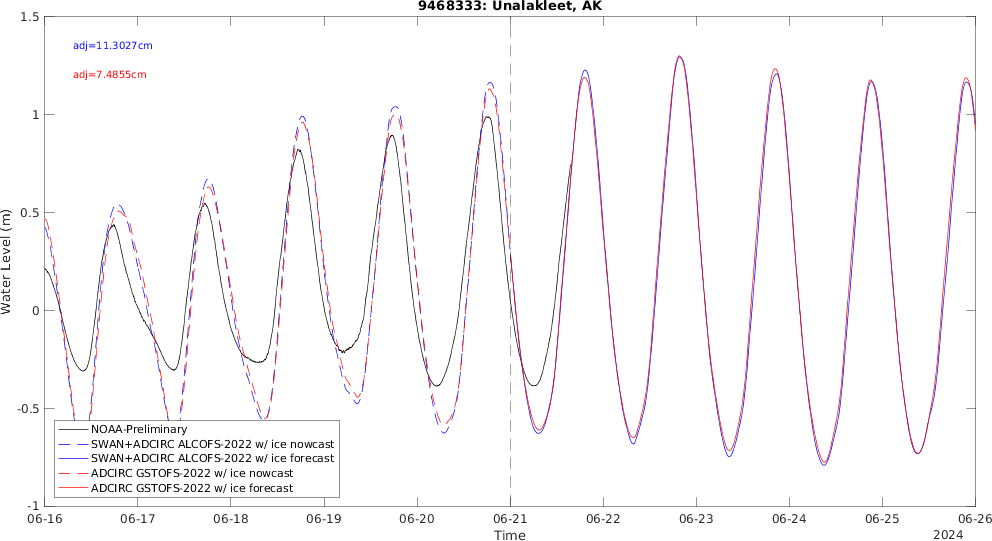 9468333: Unalakleet, AK
1.5
adj=11.3027cm
adj=7.4855cm
1
0.5
Water Level (m)
0
-0.5
NOAA-Preliminary
SWAN+ADCIRC ALCOFS-2022 w/ ice nowcast
SWAN+ADCIRC ALCOFS-2022 w/ ice forecast
ADCIRC GSTOFS-2022 w/ ice nowcast
ADCIRC GSTOFS-2022 w/ ice forecast
-1
06-16 06-17 06-18 06-19 06-20 06-21 06-22 06-23 06-24 06-25 06-26
Time
2024